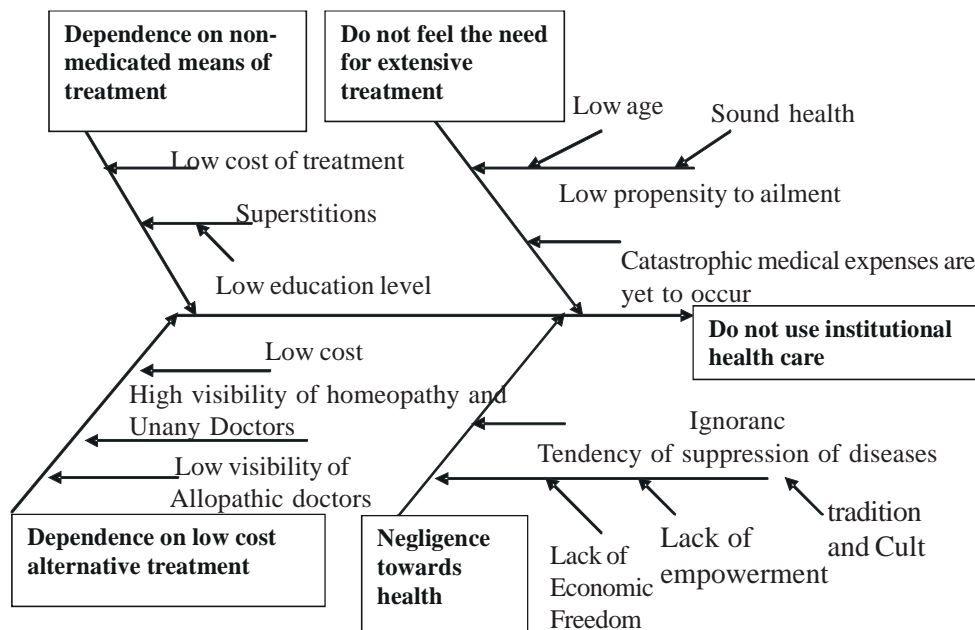 Dependence on non-
medicated means of
treatment
Do not feel the need
for extensive
treatment
Low age
Sound health
Low cost of treatment
Low propensity to ailment
Superstitions
Catastrophic medical expenses are
yet to occur
Low education level
Do not use institutional
health care
Low cost
High visibility of homeopathy and
Unany Doctors
Low visibility of
Allopathic doctors
Ignoranc
Tendency of suppression of diseases
Dependence on low cost
alternative treatment
Negligence
towards
health
Lack of
Economic
Freedom
Lack of
empowerment
tradition
and Cult